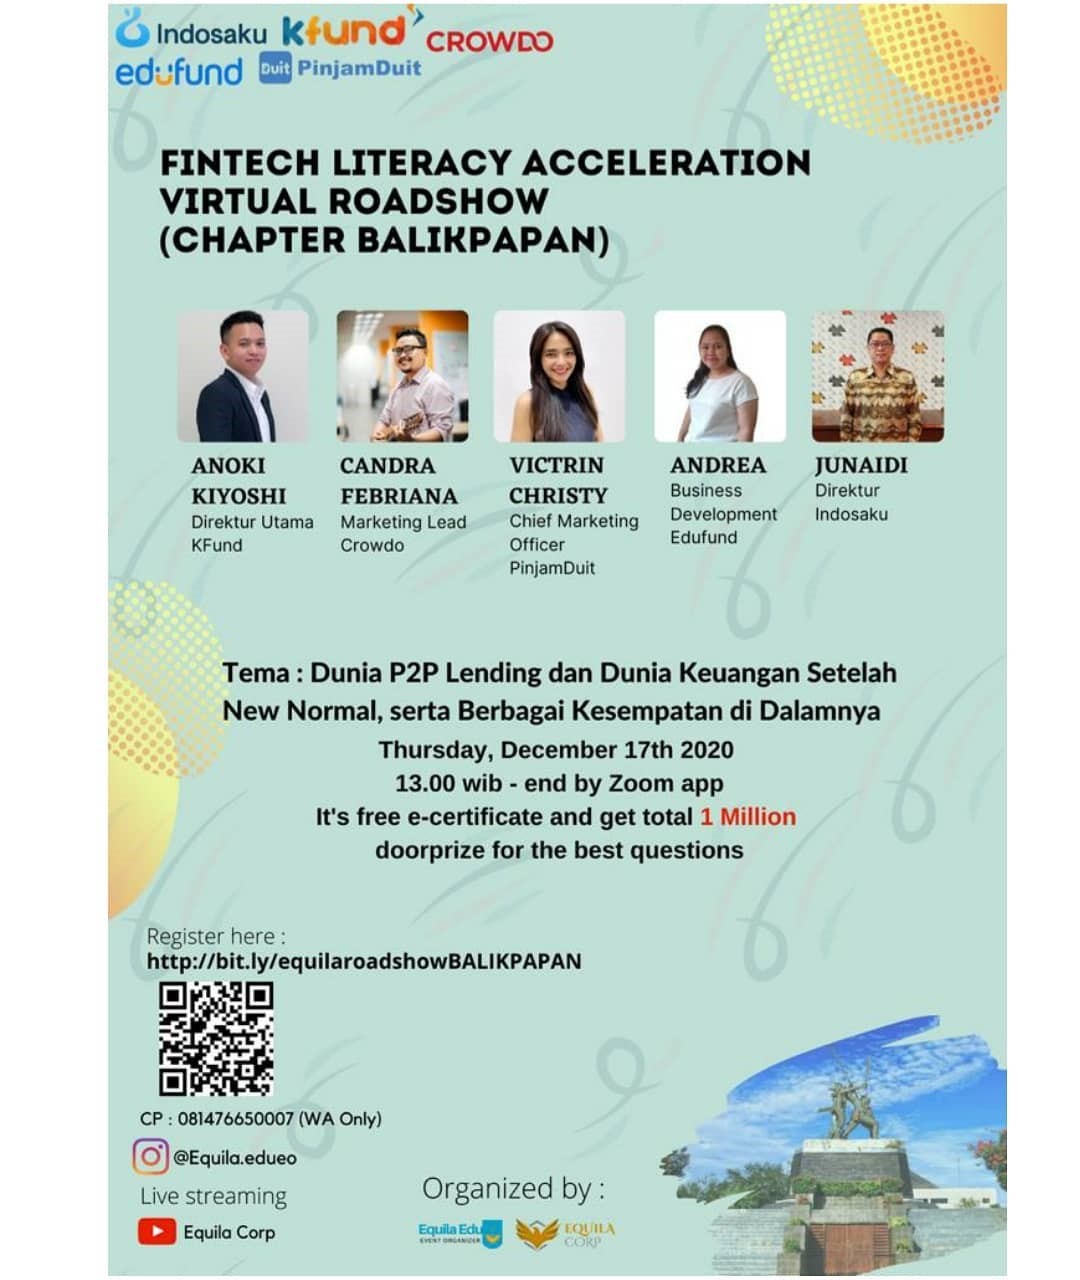 Indosaku kfund CROWDO
edufund Duit PinjamDuit
FINTECH LITERACY ACCELERATION
VIRTUAL ROADSHOW
(CHAPTER BALIKPAPAN)
ANOKI
KIYOSHI
Direktur Utama
KFund
CANDRA
FEBRIANA
Marketing Lead
Crowdo
VICTRIN
CHRISTY
Chief Marketing
Officer
PinjamDuit
ANDREA
Business
Development
Edufund
JUNAIDI
Direktur
Indosaku
Tema : Dunia P2P Lending dan Dunia Keuangan Setelah
New Normal, serta Berbagai Kesempatan di Dalamnya
Thursday, December 17th 2020
13.00 wib - end by Zoom app
It's free e-certificate and get total 1 Million
doorprize for the best questions
Register here :
http://bit.ly/equilaroadshowBALIKPAPAN
CP : 081476650007 (WA Only)
@Equila.edueo
Live streaming
Equila Corp
Organized by :
Equila Edu
EVENT ORGANIZER
EQUILA
CORP